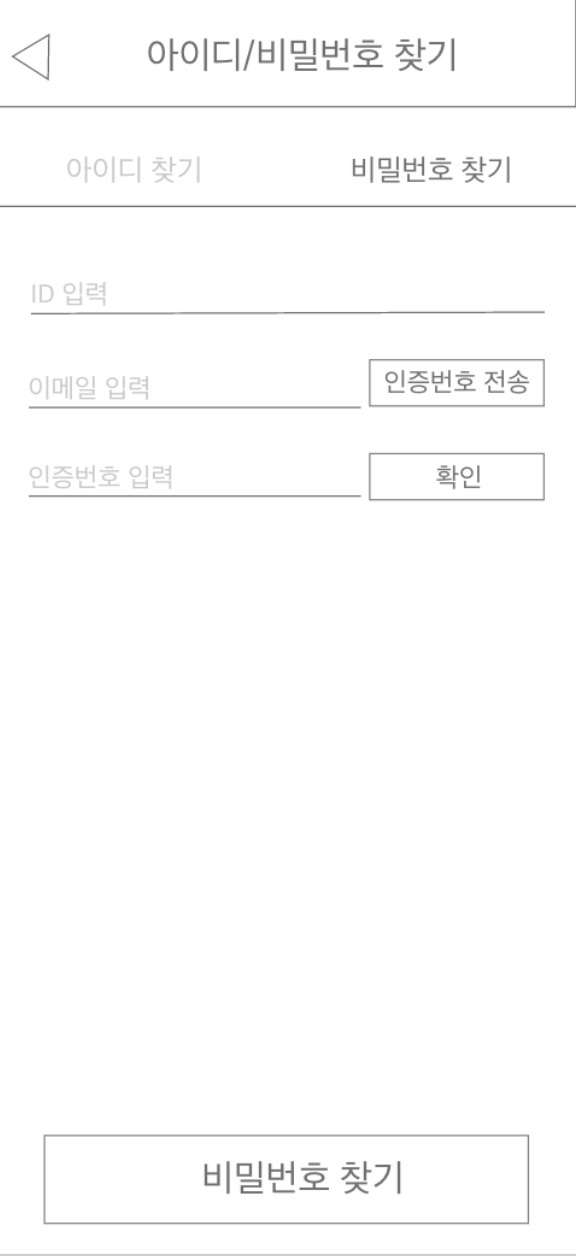 아이디/비밀번호 찾기
아이디 찾기 비밀번호 찾기
ID 입력
이메일 입력 인증번호 전송
인증번호 입력 확인
비밀번호 찾기